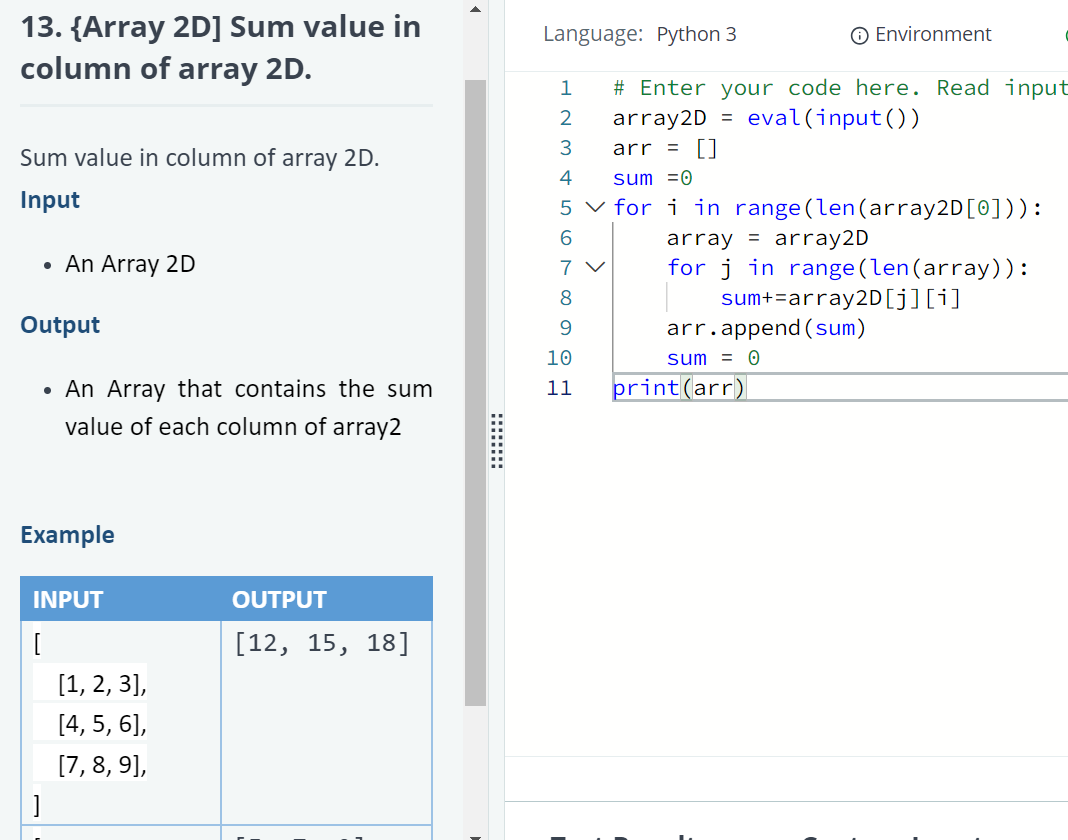 13. {Array 2D] Sum value in
column of array 2D.
Sum value in column of array 2D.
Input
• An Array 2D
Output
• An Array that contains the sum
value of each column of array2
Example
INPUT OUTPUT
[ [12, 15, 18]
[1, 2, 3],
[4, 5, 6],
[7, 8, 9],
]
Language: Python 3 Environment
1 # Enter your code here. Read input
2 array2D = eval(input())
3 arr = []
4 sum =0
5 for i in range(len(array2D[0])):
6 array = array2D
7 for j in range(len(array)):
8 sum+=array2D[j][i]
9 arr.append(sum)
10 sum = 0
11 print(arr)